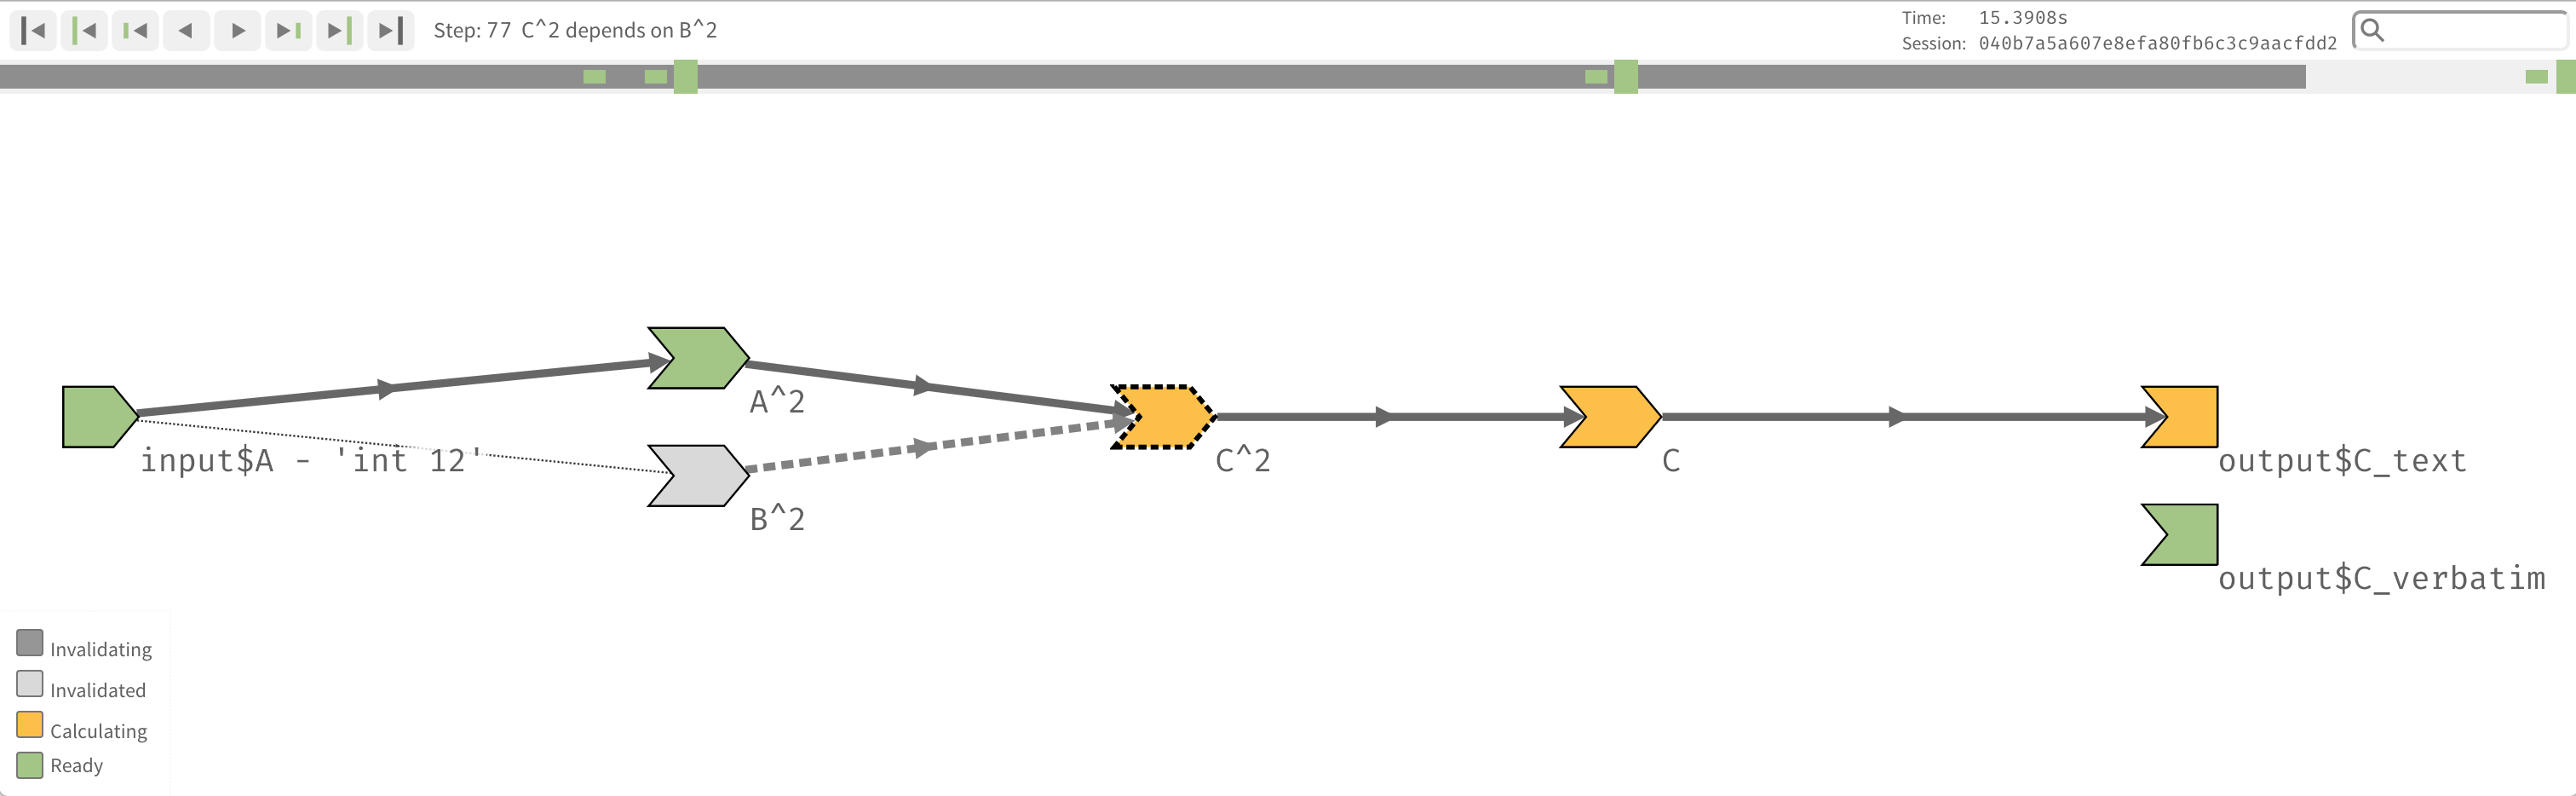 Step: 77 C^2 depends on B^2
Time: 15.3908s
Session: 040b7a5a607e8efa80fb6c3c9aacfdd2
A^2
input$A - 'int 12'
C^2
C
output$C_text
B^2
output$C_verbatim
Invalidating
Invalidated
Calculating
Ready